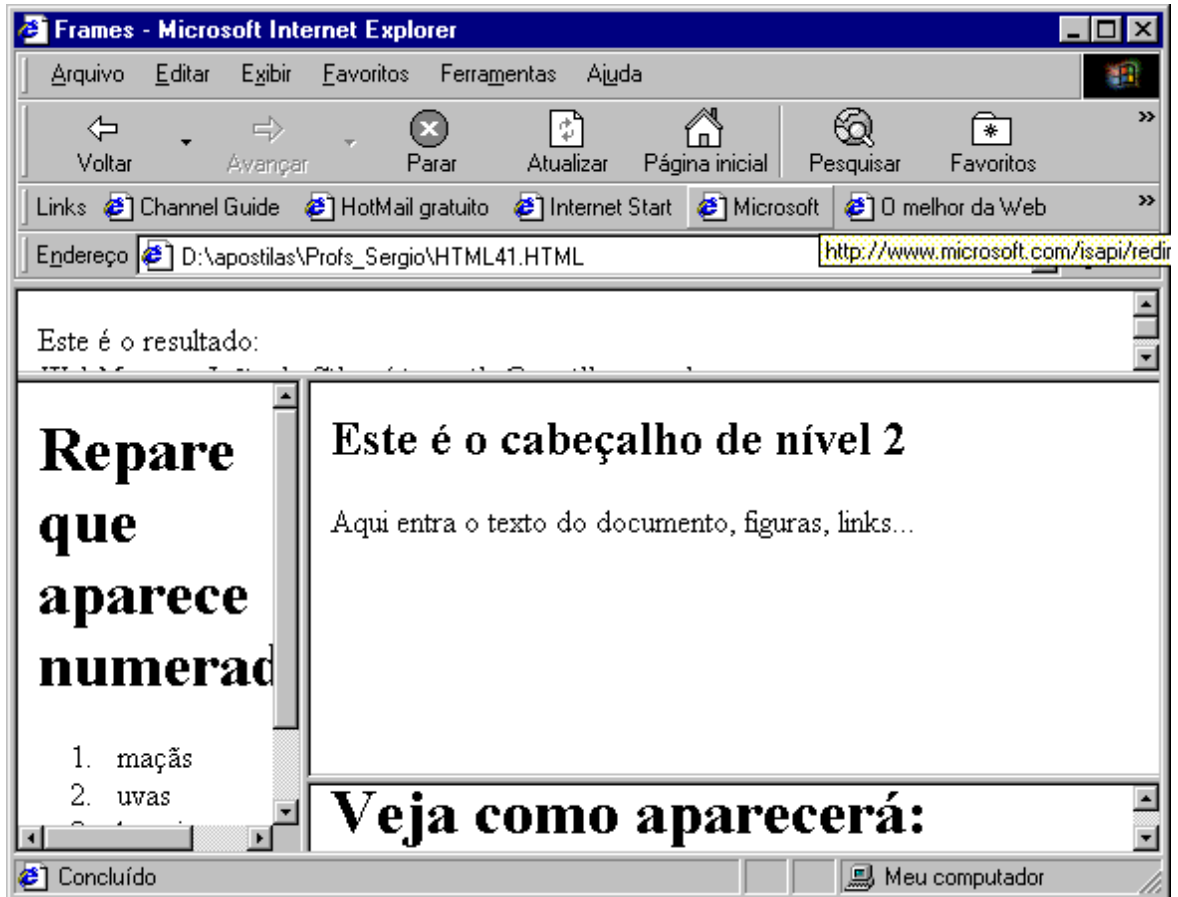 Frames - Microsoft Internet Explorer
Arquivo Editar Exibir Favoritos Ferramentas Ajuda
Voltar Avançar Parar Atualizar Página inicial Pesquisar Favoritos
Links Channel Guide HotMail gratuito Internet Start Microsoft O melhor da Web
Endereço D:\apostilas\Profs_Sergio\HTML41.HTML
http://www.microsoft.com/isapi/redir
Este é o resultado:
Repare
que
aparece
numerad
1. maçãs
2. uvas
Este é o cabeçalho de nível 2
Aqui entra o texto do documento, figuras, links...
Veja como aparecerá:
Concluído Meu computador